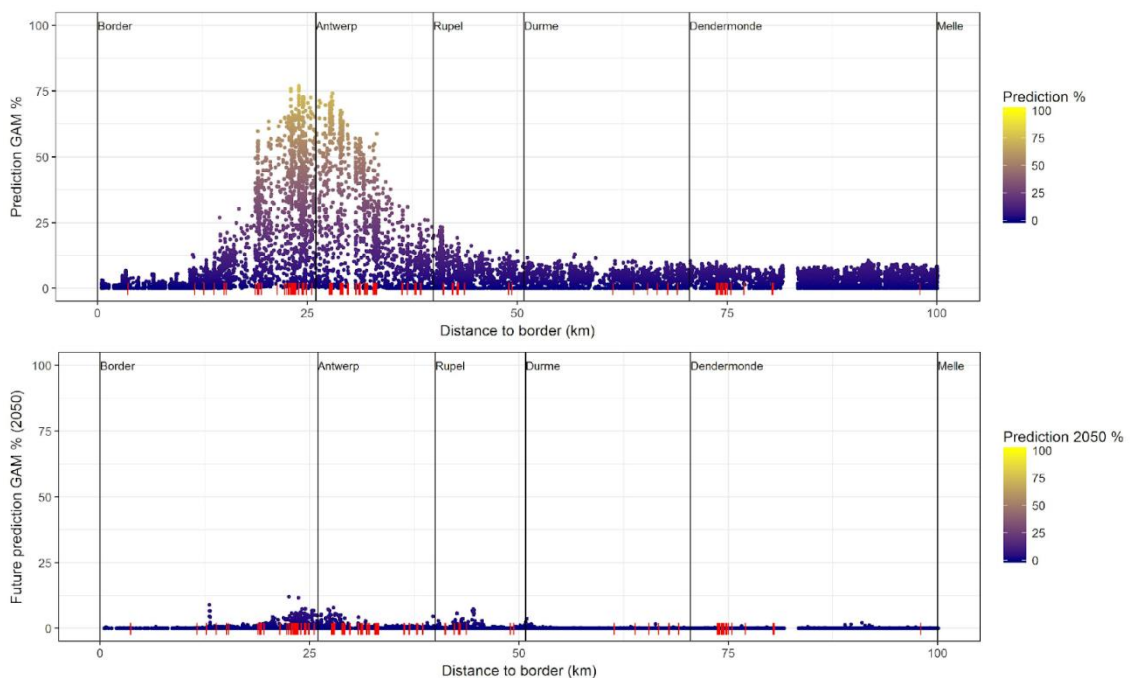 Border Antwerp Rupel Durme Dendermonde Melle
100
75
50
25
0
Prediction GAM %
0 25 50 75 100
Distance to border (km)
Prediction %
100
75
50
25
0
Border Antwerp Rupel Durme Dendermonde Melle
100
75
50
25
0
Future prediction GAM % (2050)
0 25 50 75 100
Distance to border (km)
Prediction 2050 %
100
75
50
25
0